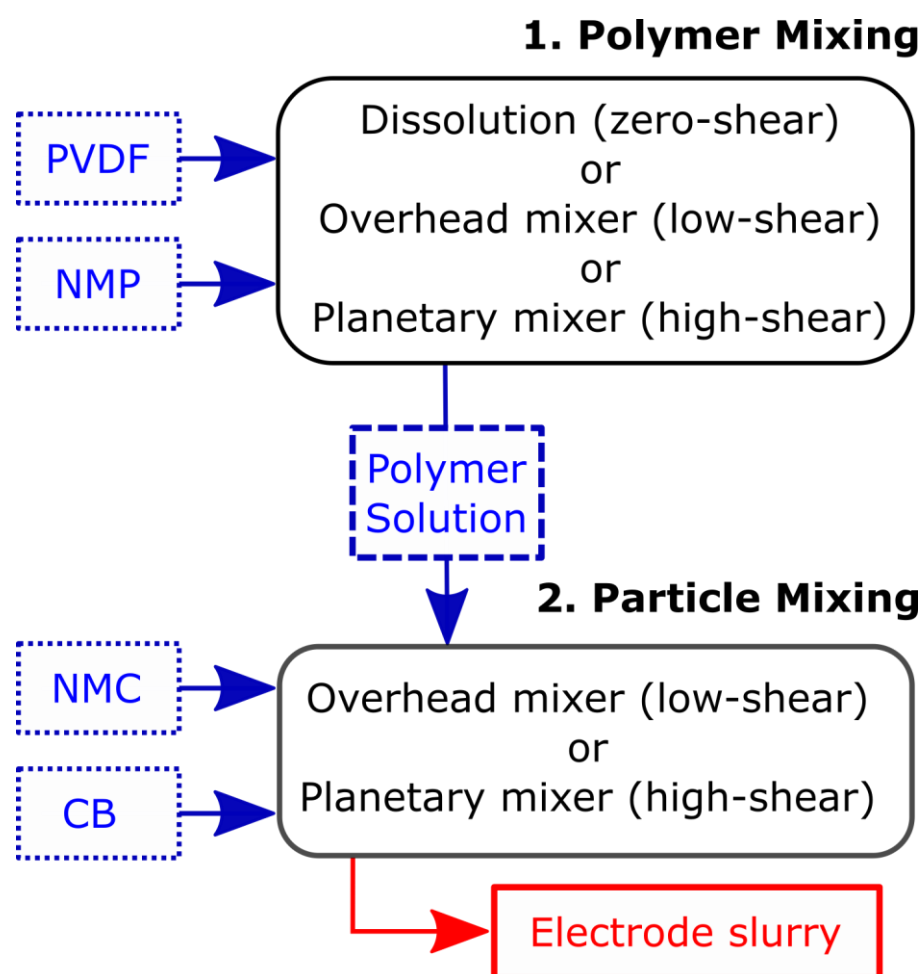 1. Polymer Mixing
PVDF
NMP
Dissolution (zero-shear)
or
Overhead mixer (low-shear)
or
Planetary mixer (high-shear)
Polymer
Solution
2. Particle Mixing
NMC
CB
Overhead mixer (low-shear)
or
Planetary mixer (high-shear)
Electrode slurry